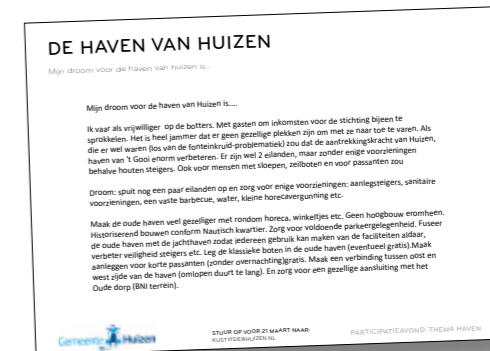 DE HAVEN VAN HUIZEN
Mijn droom voor de haven van huizen is...
Mijn droom voor de haven van Huizen is....
Ik vaar als vrijwilliger op de botters. Met gasten om inkomsten voor de stichting bijeen te
sprokkelen. Het is heel jammer dat er geen gezellige plekken zijn om met ze naar toe te varen. Als
die er wel waren (los van de fonteinkruid-problematiek) zou dat de aantrekkingskracht van Huizen,
haven van 't Gooi enorm verbeteren. Er zijn wel 2 eilanden, maar zonder enige voorzieningen
behalve houten steigers. Ook voor mensen met sloepen, zeilboten en voor passanten zou
Droom: spuit nog een paar eilanden op en zorg voor enige voorzieningen: aanlegsteigers, sanitaire
voorzieningen, een vaste barbecue, water, kleine horecavergunning etc.
Maak de oude haven veel gezelliger met rondom horeca. winkeltjes etc. Geen hoogbouw eromheen.
Historiserend bouwen conform Nautisch kwartier. Zorg voor voldoende parkeergelegenheid. Fuseer
de oude haven met de jachthaven zodat iedereen gebruik kan maken van de faciliteiten aldaar,
verbeter veiligheid steigers etc. Leg de klassieke boten in de oude haven (eventueel gratis).Maak
aanleggen voor korte passanten (zonder overnachting)gratis. Maak een verbinding tussen oost en
west zijde van de haven (omlopen duurt te lang). En zorg voor een gezellige aansluiting met het
Oude dorp (BNI terrein).
Gemeente Huizen
STUUR OP VOOR 21 MAART NAAR:
KUSTVISIE@HUIZEN.NL
PARTICIPATIEAVOND: THEMA HAVEN